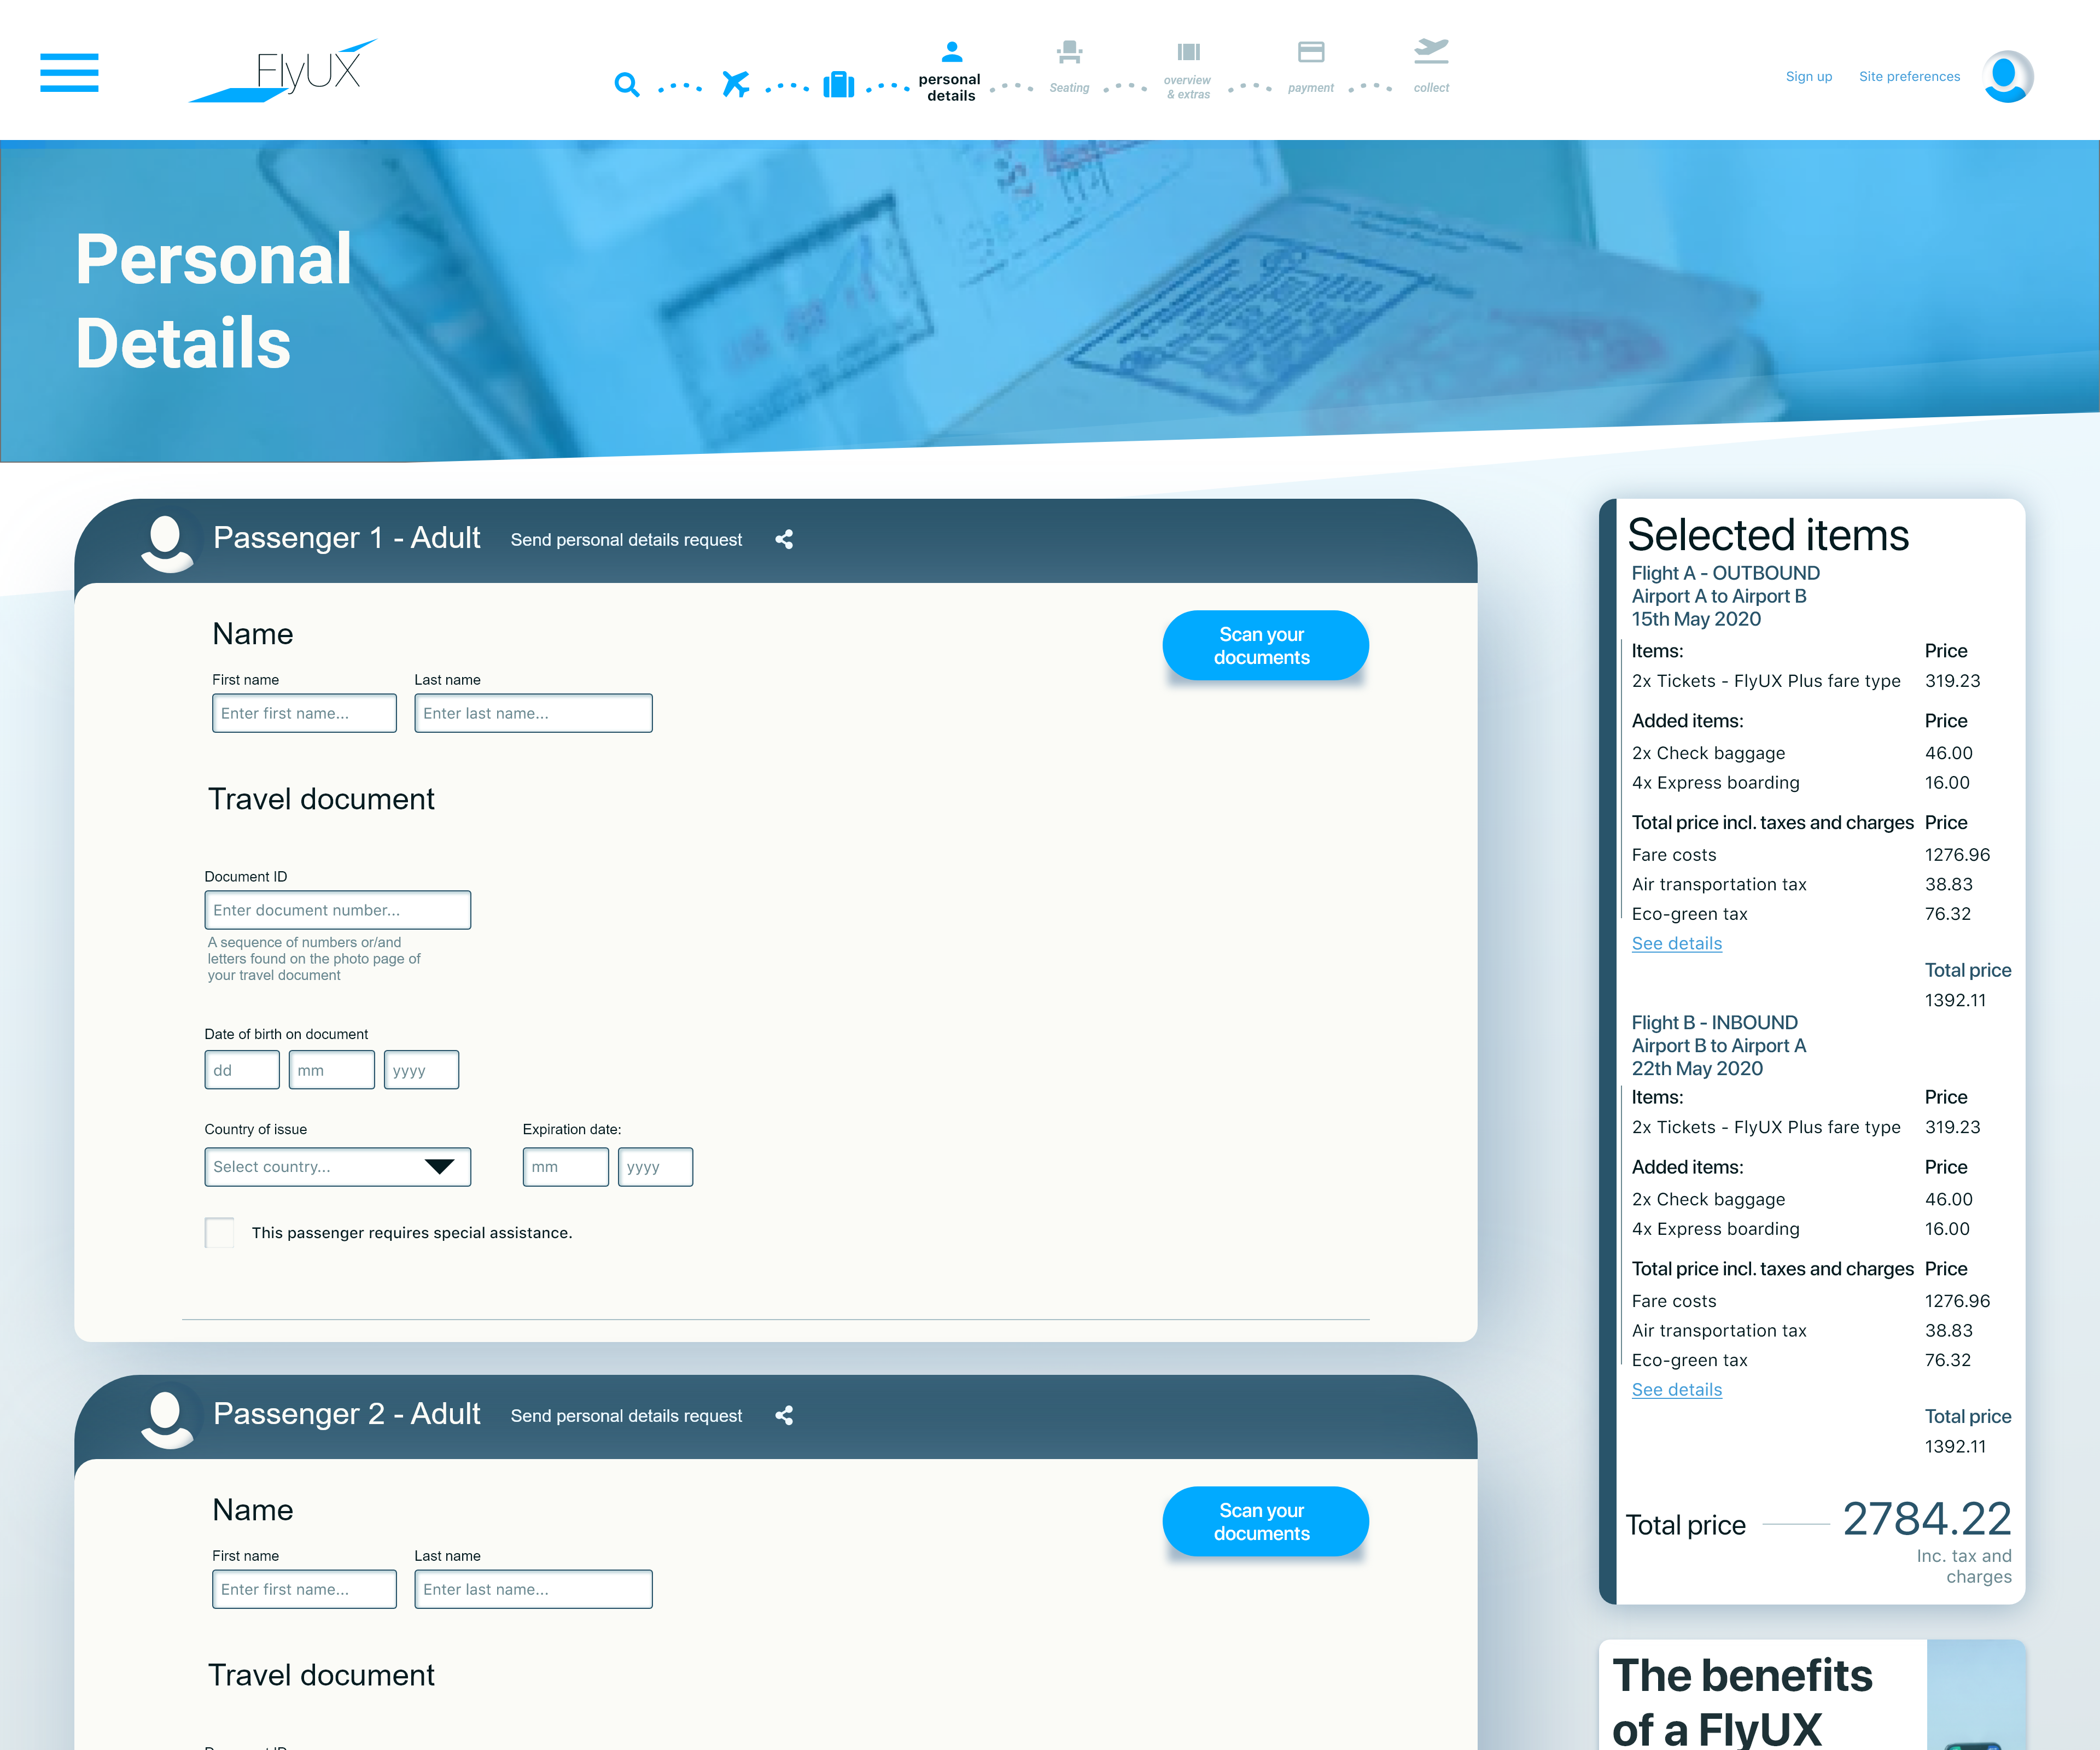 FlyUX
personal
details
Seating
overview
& extras
payment
collect
Sign up
Site preferences
Personal
Details
Passenger 1 - Adult
Send personal details request
Name
Scan your
documents
First name
Last name
Enter first name...
Enter last name...
Travel document
Document ID
Enter document number...
A sequence of numbers or/and
letters found on the photo page of
your travel document
Date of birth on document
dd
mm
yyyy
Country of issue
Expiration date:
Select country...
mm
yyyy
This passenger requires special assistance.
Passenger 2 - Adult
Send personal details request
Name
Scan your
documents
First name
Last name
Enter first name...
Enter last name...
Travel document
Selected items
Flight A - OUTBOUND
Airport A to Airport B
15th May 2020
Items: Price
2x Tickets - FlyUX Plus fare type 319.23
Added items: Price
2x Check baggage 46.00
4x Express boarding 16.00
Total price incl. taxes and charges Price
Fare costs 1276.96
Air transportation tax 38.83
Eco-green tax 76.32
See details
Total price
1392.11
Flight B - INBOUND
Airport B to Airport A
22th May 2020
Items: Price
2x Tickets - FlyUX Plus fare type 319.23
Added items: Price
2x Check baggage 46.00
4x Express boarding 16.00
Total price incl. taxes and charges Price
Fare costs 1276.96
Air transportation tax 38.83
Eco-green tax 76.32
See details
Total price
1392.11
Total price 2784.22
Inc. tax and
charges
The benefits
of a FlyUX